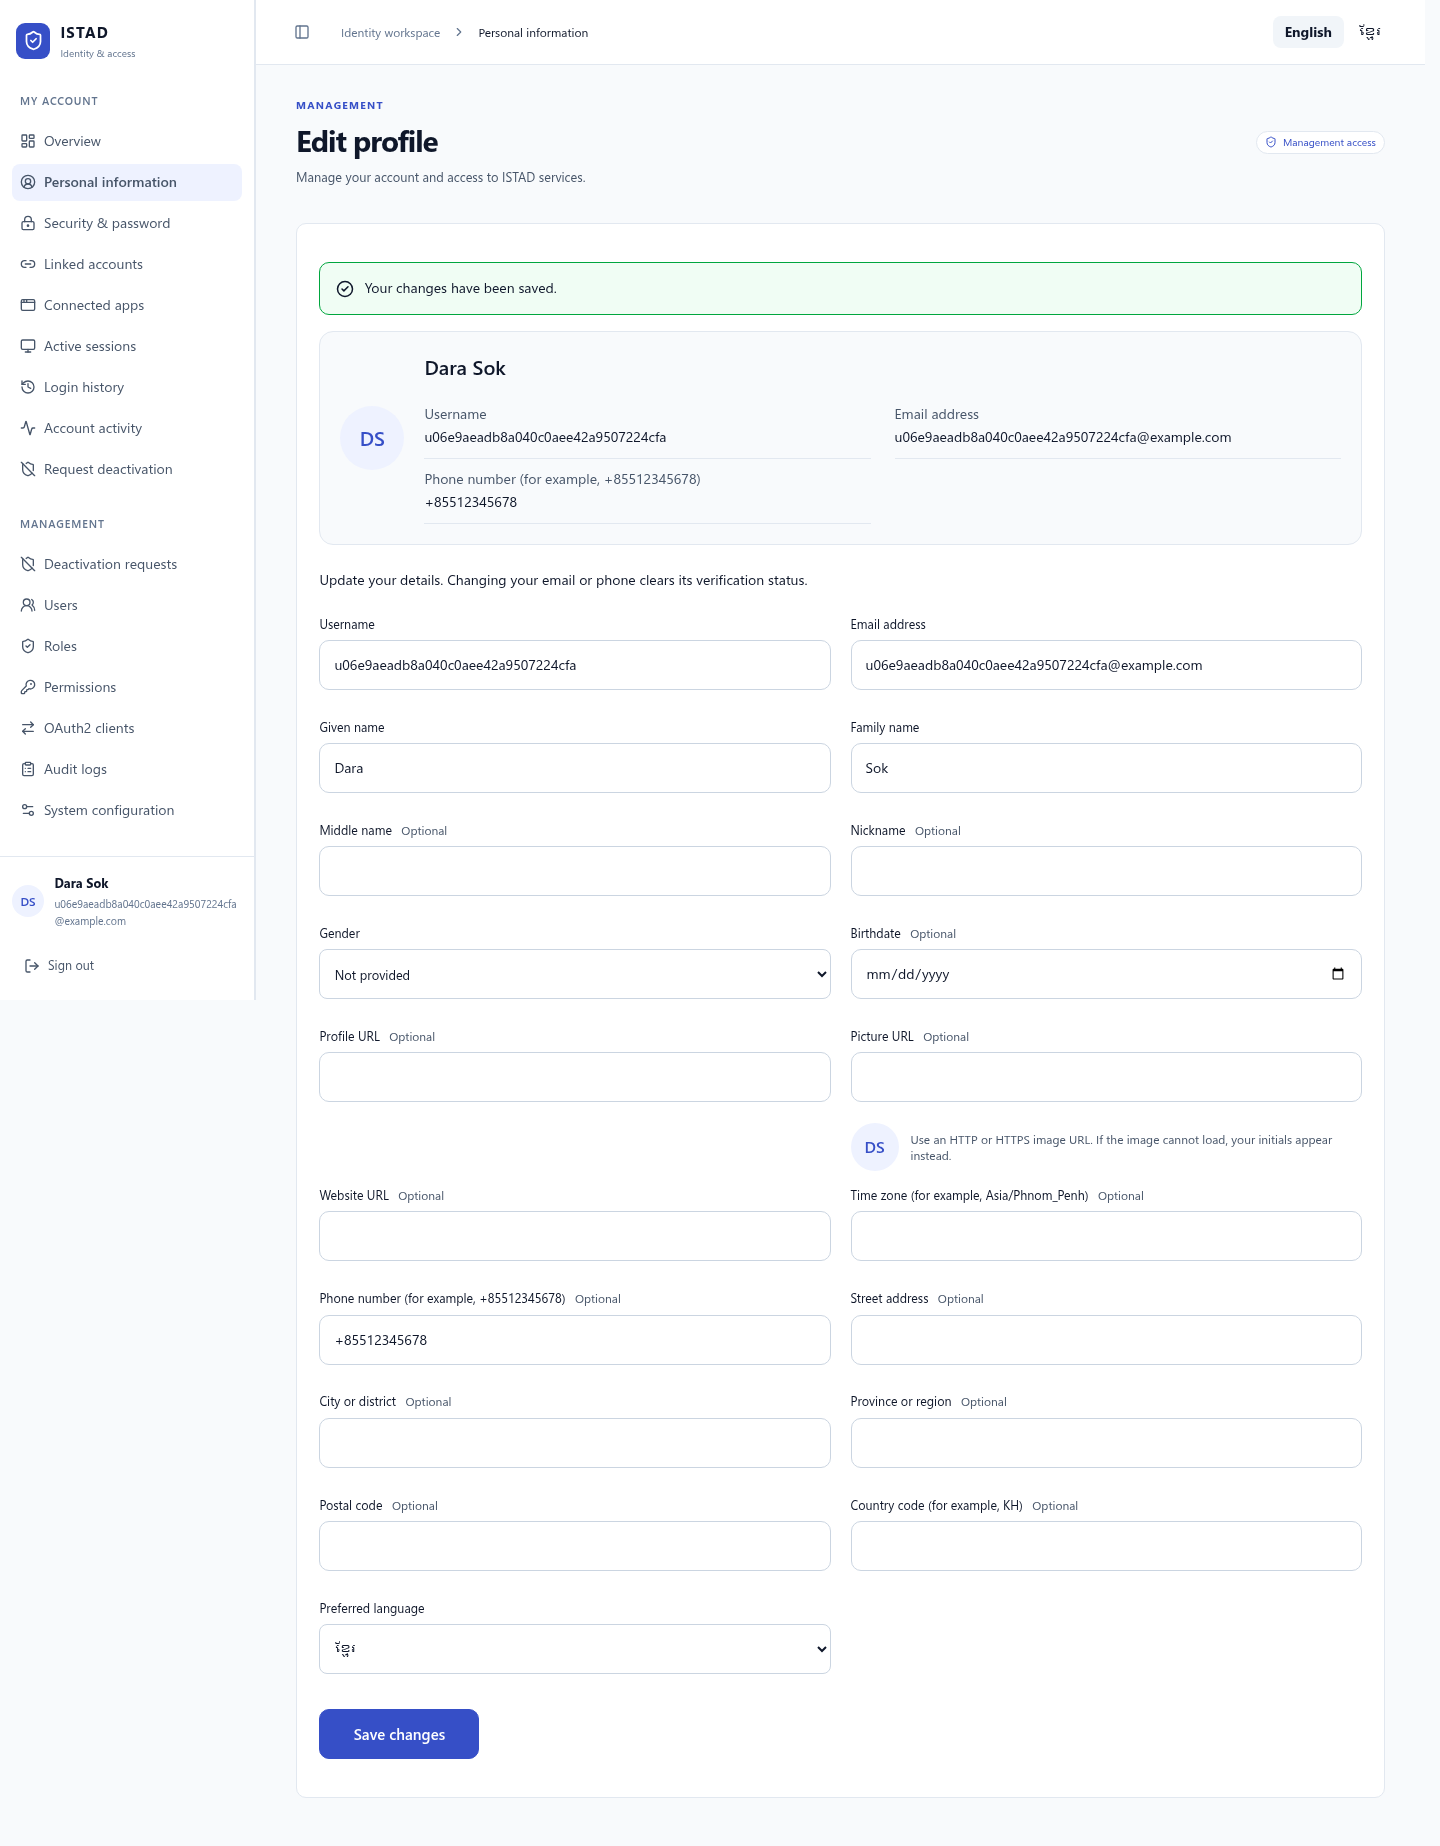 ISTAD
Identity & access
MY ACCOUNT
Overview
Personal information
Security & password
Linked accounts
Connected apps
Active sessions
Login history
Account activity
Request deactivation
MANAGEMENT
Deactivation requests
Users
Roles
Permissions
OAuth2 clients
Audit logs
System configuration
DS
Dara Sok
u06e9aeadb8a040c0aee42a9507224cfa
@example.com
Sign out
Identity workspace > Personal information
English ខ្មែរ
MANAGEMENT
Edit profile
Management access
Manage your account and access to ISTAD services.
Your changes have been saved.
DS
Dara Sok
Username
u06e9aeadb8a040c0aee42a9507224cfa
Email address
u06e9aeadb8a040c0aee42a9507224cfa@example.com
Phone number (for example, +85512345678)
+85512345678
Update your details. Changing your email or phone clears its verification status.
Username
u06e9aeadb8a040c0aee42a9507224cfa
Email address
u06e9aeadb8a040c0aee42a9507224cfa@example.com
Given name
Dara
Family name
Sok
Middle name Optional
Nickname Optional
Gender
Not provided
Birthdate Optional
mm/dd/yyyy
Profile URL Optional
Picture URL Optional
DS
Use an HTTP or HTTPS image URL. If the image cannot load, your initials appear
instead.
Website URL Optional
Time zone (for example, Asia/Phnom_Penh) Optional
Phone number (for example, +85512345678) Optional
+85512345678
Street address Optional
City or district Optional
Province or region Optional
Postal code Optional
Country code (for example, KH) Optional
Preferred language
ខ្មែរ
Save changes